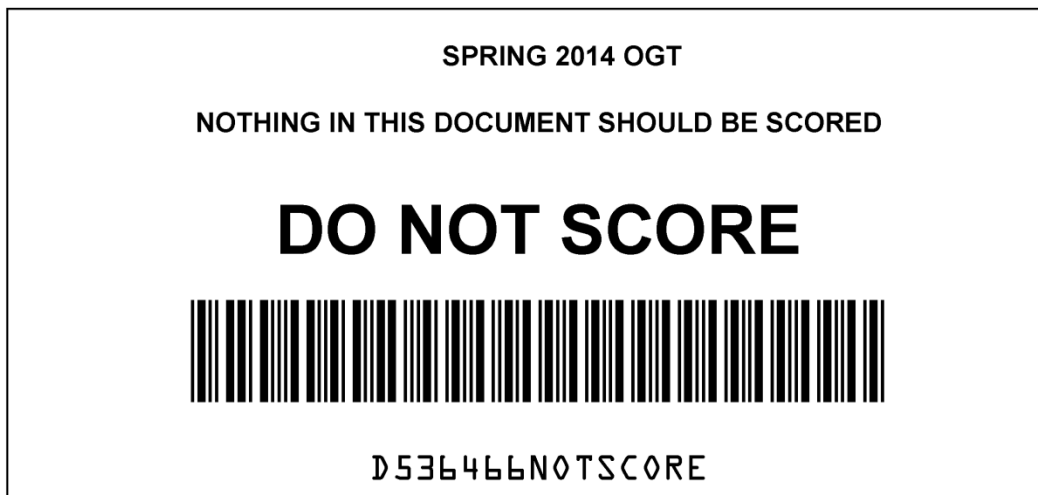 SPRING 2014 OGT
NOTHING IN THIS DOCUMENT SHOULD BE SCORED
DO NOT SCORE
D536466NOTSCORE